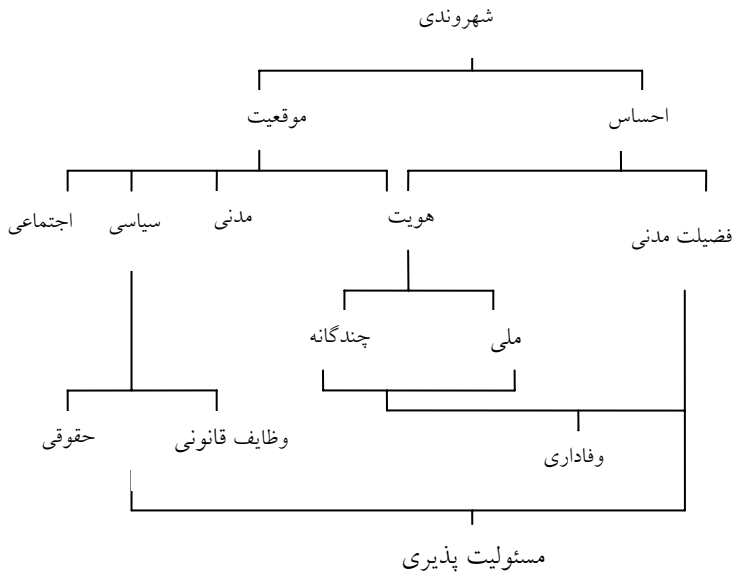 شهروندی
احساس
موقعیت
فضیلت مدنی
هویت
مدنی
سیاسی
اجتماعی
ملی
چندگانه
وظایف قانونی
حقوقی
وفاداری
مسئولیت پذیری